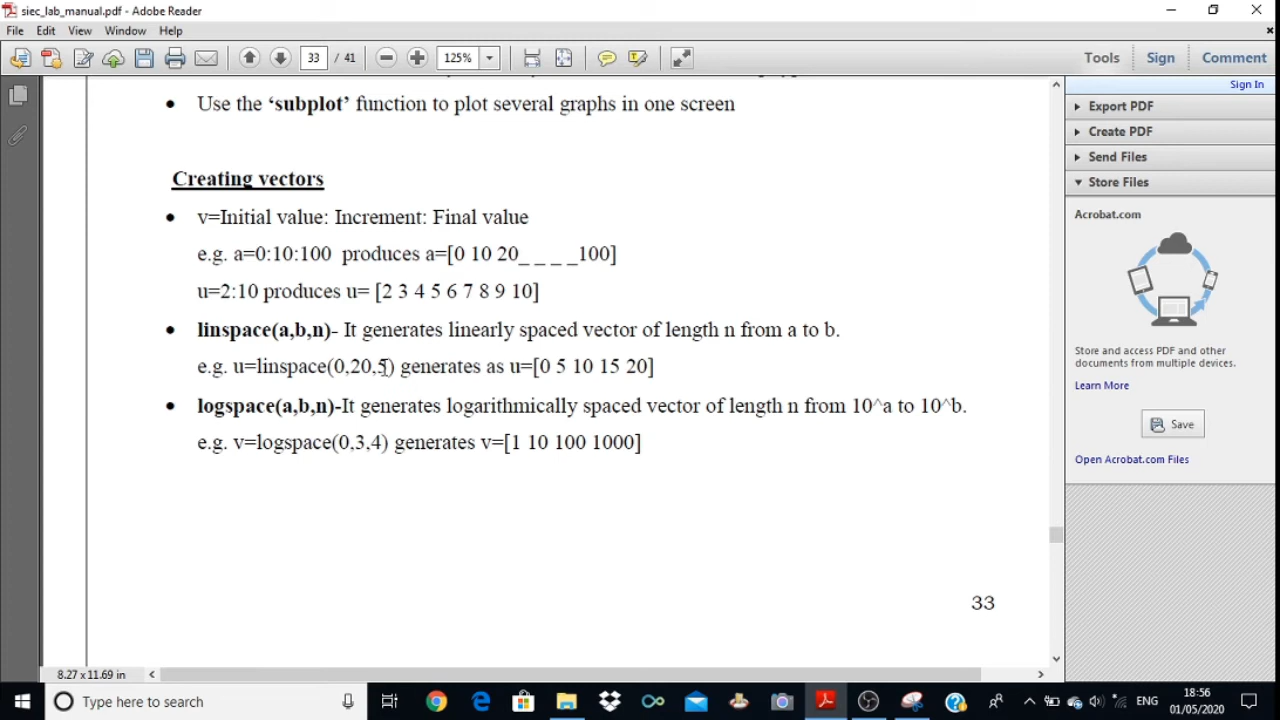 siec_lab_manual.pdf - Adobe Reader
File Edit View Window Help
33 / 41 125% Tools Sign Comment
Sign In
• Use the ‘subplot’ function to plot several graphs in one screen
Creating vectors
• v=Initial value: Increment: Final value
e.g. a=0:10:100 produces a=[0 10 20_ _ _ _100]
u=2:10 produces u= [2 3 4 5 6 7 8 9 10]
• linspace(a,b,n)- It generates linearly spaced vector of length n from a to b.
e.g. u=linspace(0,20,5) generates as u=[0 5 10 15 20]
• logspace(a,b,n)-It generates logarithmically spaced vector of length n from 10^a to 10^b.
e.g. v=logspace(0,3,4) generates v=[1 10 100 1000]
33
Export PDF
Create PDF
Send Files
Store Files
Acrobat.com
Store and access PDF and other
documents from multiple devices.
Learn More
Save
Open Acrobat.com Files
8.27 x 11.69 in
Type here to search
ENG
18:56
01/05/2020